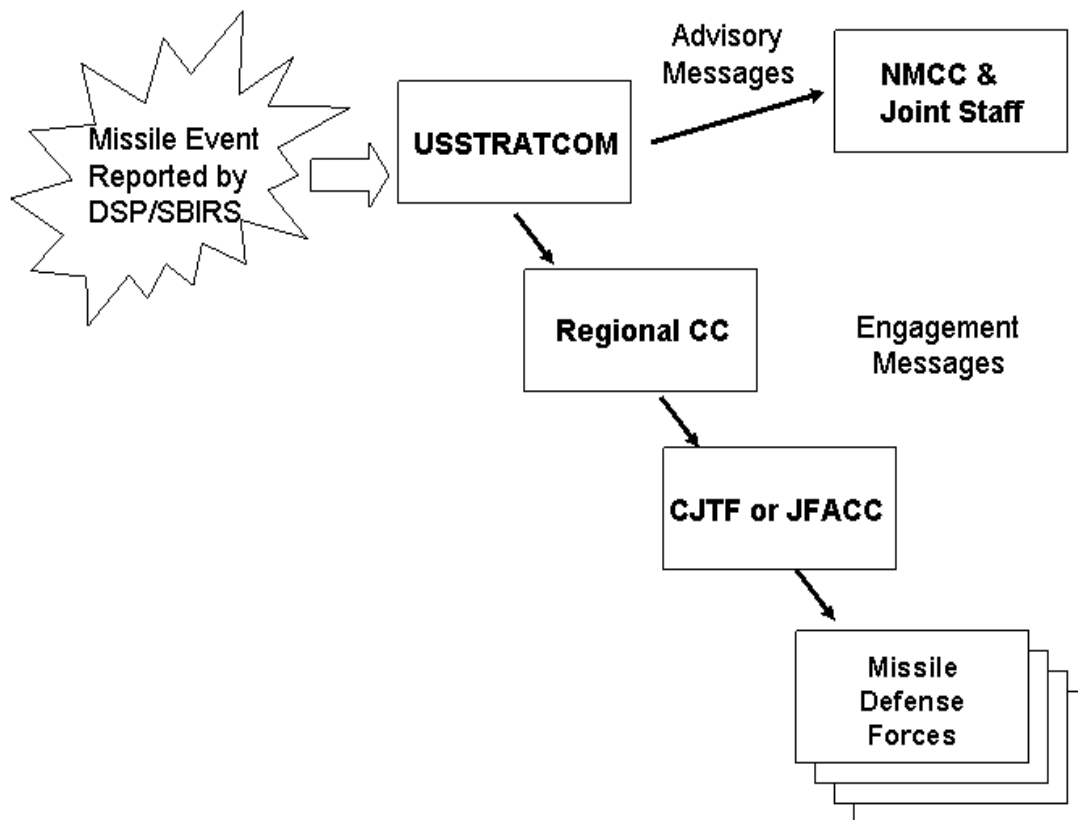 Missile Event
Reported by
DSP/SBIRS
USSTRATCOM
Advisory
Messages
NMCC &
Joint Staff
Regional CC
Engagement
Messages
CJTF or JFACC
Missile
Defense
Forces